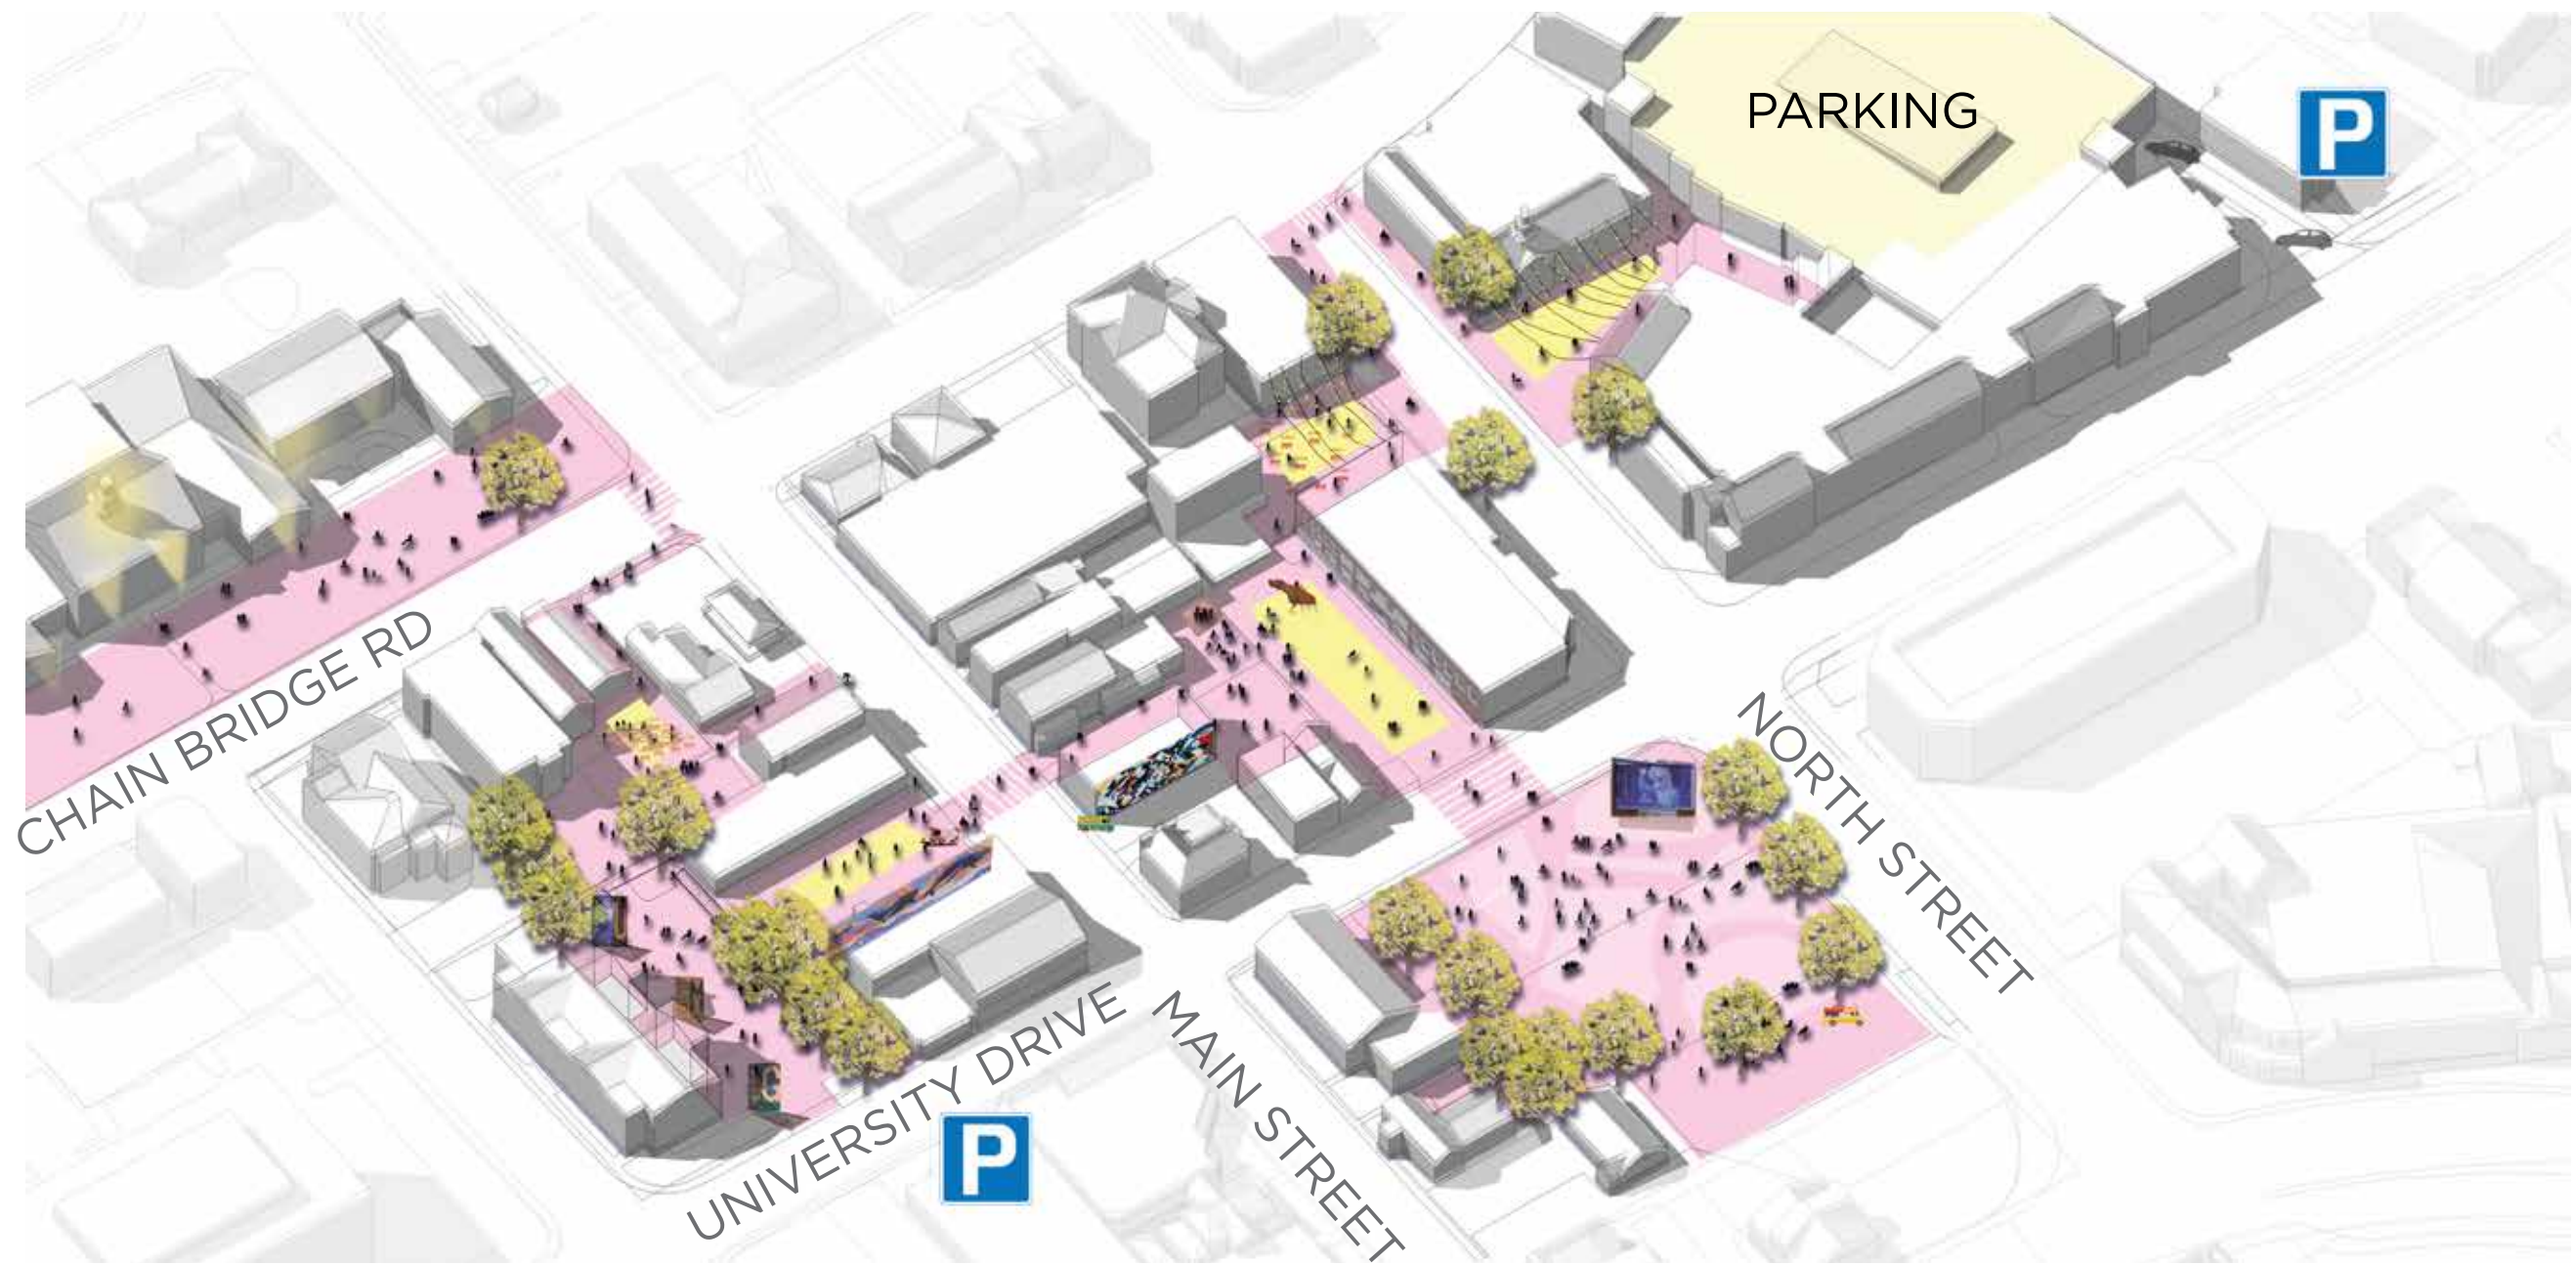 PARKING
P
CHAIN BRIDGE RD
NORTH STREET
UNIVERSITY DRIVE
MAIN STREET
P